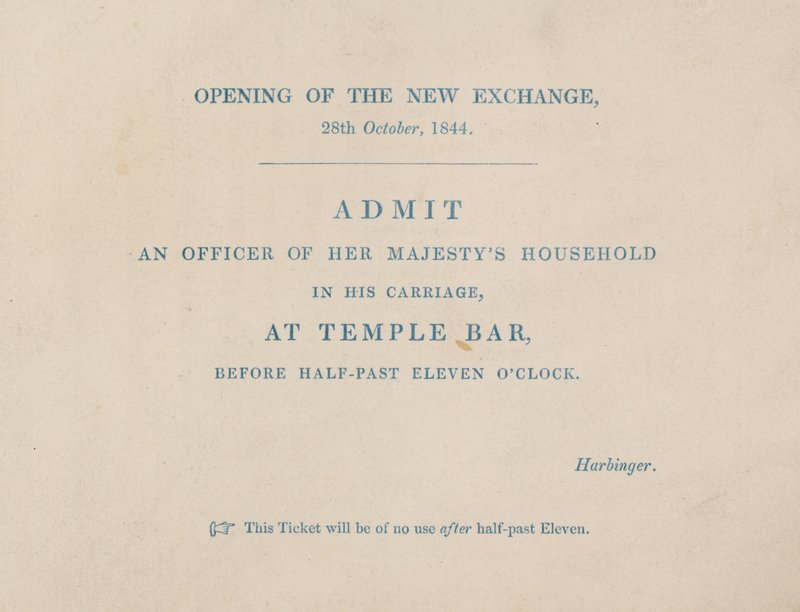 OPENING OF THE NEW EXCHANGE,
28th October, 1844.
ADMIT
AN OFFICER OF HER MAJESTY'S HOUSEHOLD
IN HIS CARRIAGE,
AT TEMPLE BAR,
BEFORE HALF-PAST ELEVEN O'CLOCK.
Harbinger.
☞ This Ticket will be of no use after half-past Eleven.